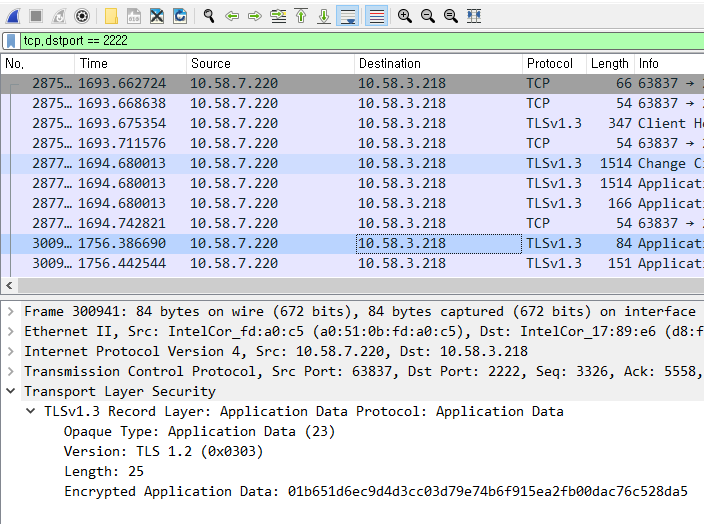 tcp.dstport == 2222
No. Time Source Destination Protocol Length Info
2875… 1693.662724 10.58.7.220 10.58.3.218 TCP 66 63837 →
2875… 1693.668638 10.58.7.220 10.58.3.218 TCP 54 63837 →
2875… 1693.675354 10.58.7.220 10.58.3.218 TLSv1.3 347 Client He
2875… 1693.711576 10.58.7.220 10.58.3.218 TCP 54 63837 →
2877… 1694.680013 10.58.7.220 10.58.3.218 TLSv1.3 1514 Change Ci
2877… 1694.680013 10.58.7.220 10.58.3.218 TLSv1.3 1514 Applicati
2877… 1694.680013 10.58.7.220 10.58.3.218 TLSv1.3 166 Applicati
2877… 1694.742821 10.58.7.220 10.58.3.218 TCP 54 63837 →
3009… 1756.386690 10.58.7.220 10.58.3.218 TLSv1.3 84 Applicati
3009… 1756.442544 10.58.7.220 10.58.3.218 TLSv1.3 151 Applicati
Frame 300941: 84 bytes on wire (672 bits), 84 bytes captured (672 bits) on interface
Ethernet II, Src: IntelCor_fd:a0:c5 (a0:51:0b:fd:a0:c5), Dst: IntelCor_17:89:e6 (d8:f
Internet Protocol Version 4, Src: 10.58.7.220, Dst: 10.58.3.218
Transmission Control Protocol, Src Port: 63837, Dst Port: 2222, Seq: 3326, Ack: 5558,
Transport Layer Security
TLSv1.3 Record Layer: Application Data Protocol: Application Data
Opaque Type: Application Data (23)
Version: TLS 1.2 (0x0303)
Length: 25
Encrypted Application Data: 01b651d6ec9d4d3cc03d79e74b6f915ea2fb00dac76c528da5